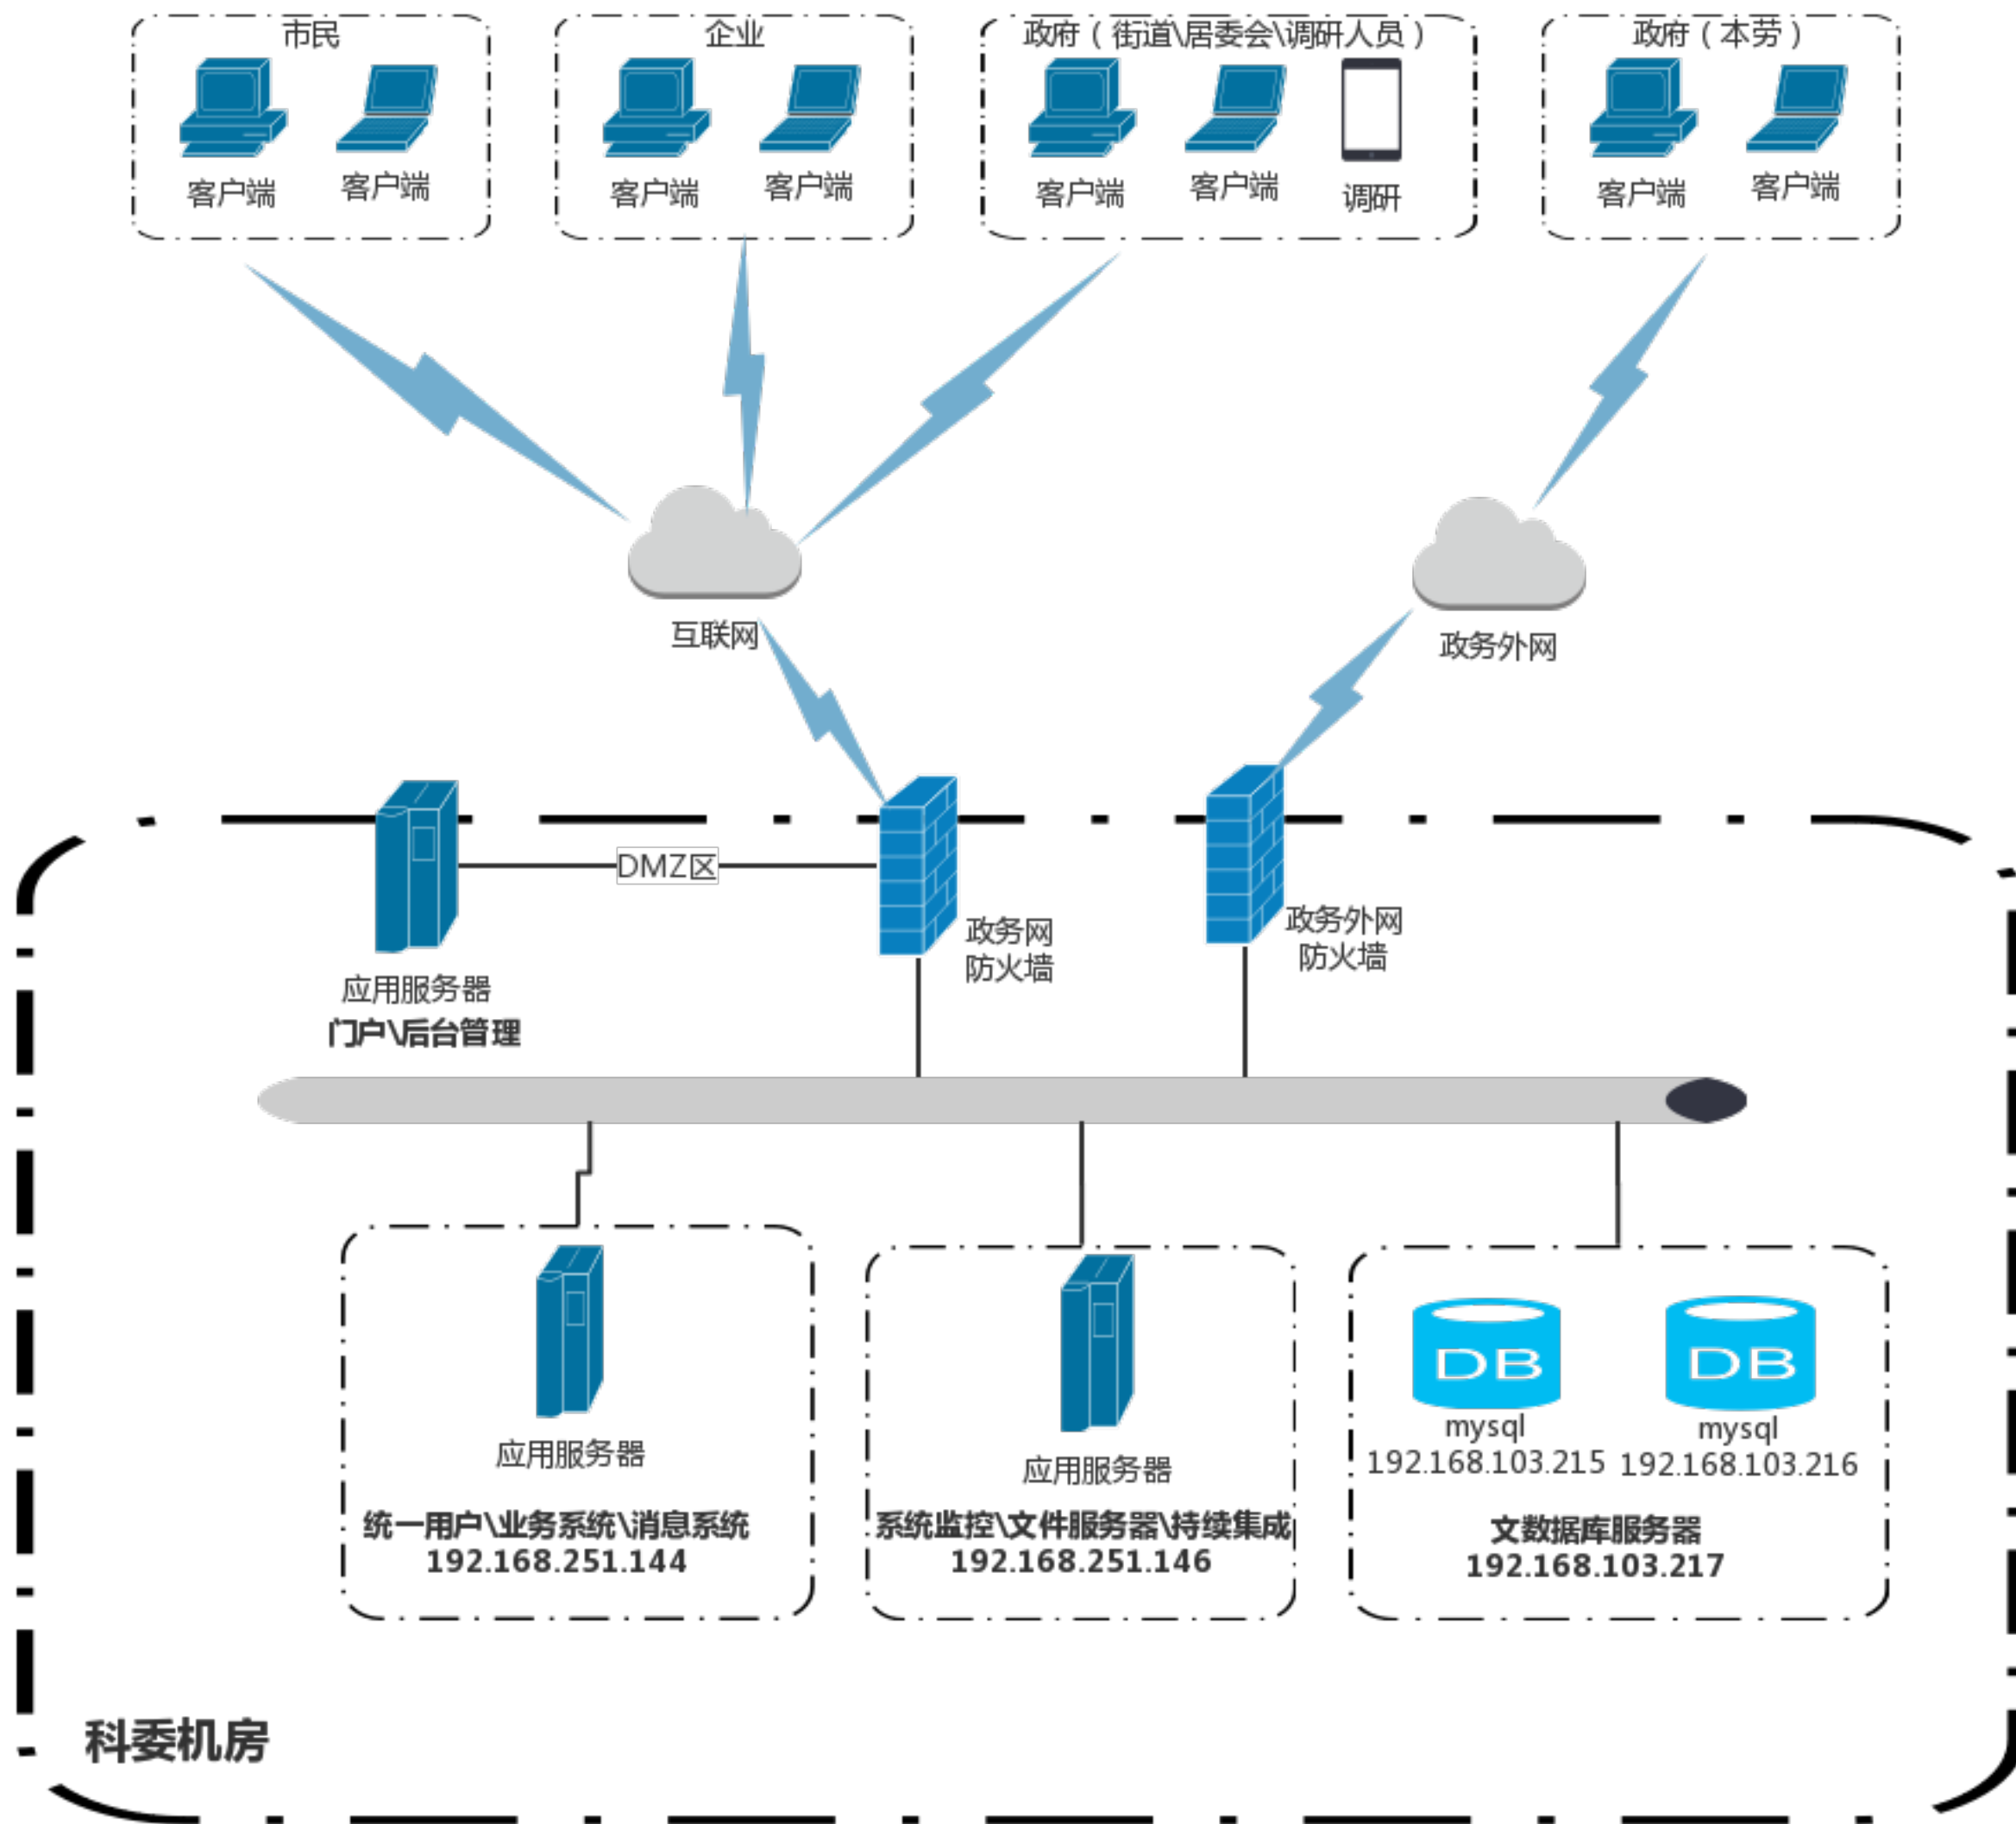 市民
企业
政府（街道\居委会\调研人员）
政府（本劳）
客户端
客户端
客户端
客户端
客户端
客户端
调研
客户端
客户端
互联网
政务外网
DMZ区
政务网
防火墙
政务外网
防火墙
应用服务器
门户\后台管理
应用服务器
统一用户\业务系统\消息系统
192.168.251.144
应用服务器
系统监控\文件服务器\持续集成
192.168.251.146
DB
mysql
192.168.103.215
DB
mysql
192.168.103.216
文数据库服务器
192.168.103.217
科委机房